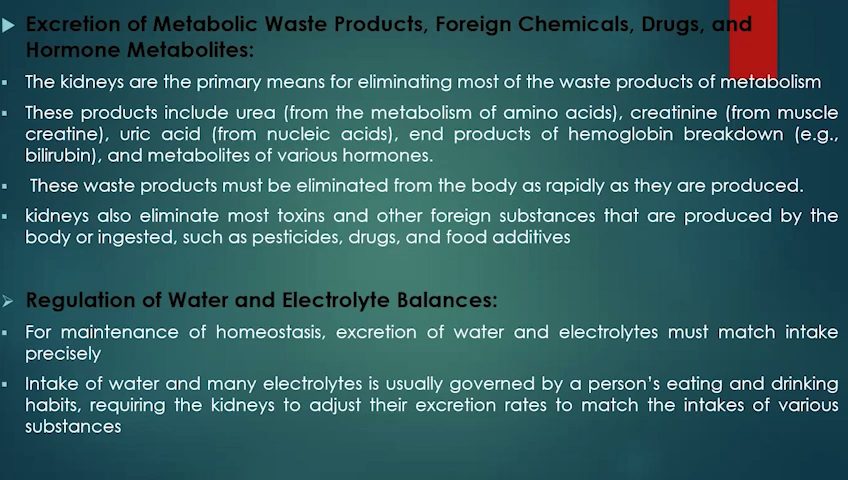 Excretion of Metabolic Waste Products, Foreign Chemicals, Drugs, and
Hormone Metabolites:
The kidneys are the primary means for eliminating most of the waste products of metabolism
These products include urea (from the metabolism of amino acids), creatinine (from muscle
creatine), uric acid (from nucleic acids), end products of hemoglobin breakdown (e.g.,
bilirubin), and metabolites of various hormones.
These waste products must be eliminated from the body as rapidly as they are produced.
kidneys also eliminate most toxins and other foreign substances that are produced by the
body or ingested, such as pesticides, drugs, and food additives
Regulation of Water and Electrolyte Balances:
For maintenance of homeostasis, excretion of water and electrolytes must match intake
precisely
Intake of water and many electrolytes is usually governed by a person's eating and drinking
habits, requiring the kidneys to adjust their excretion rates to match the intakes of various
substances